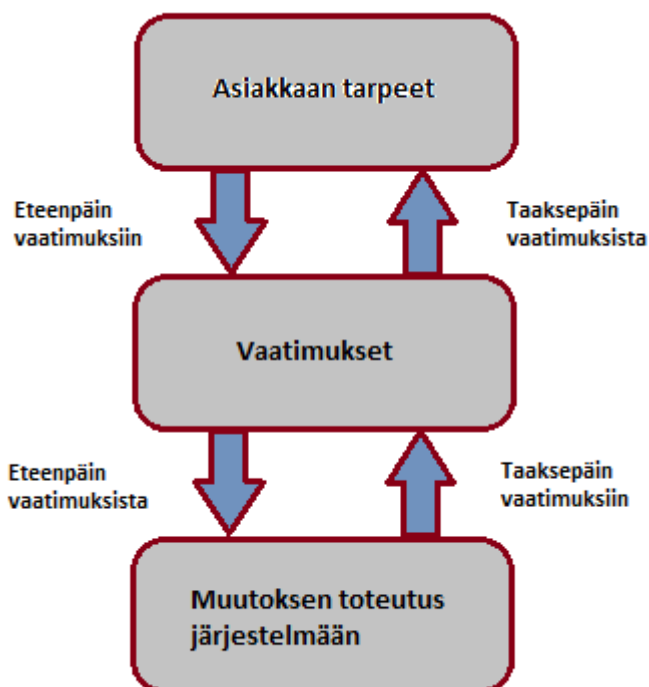 Asiakkaan tarpeet
Eteenpäin
vaatimuksiin
Taaksepäin
vaatimuksista
Vaatimukset
Eteenpäin
vaatimuksista
Taaksepäin
vaatimuksiin
Muutoksen toteutus
järjestelmään